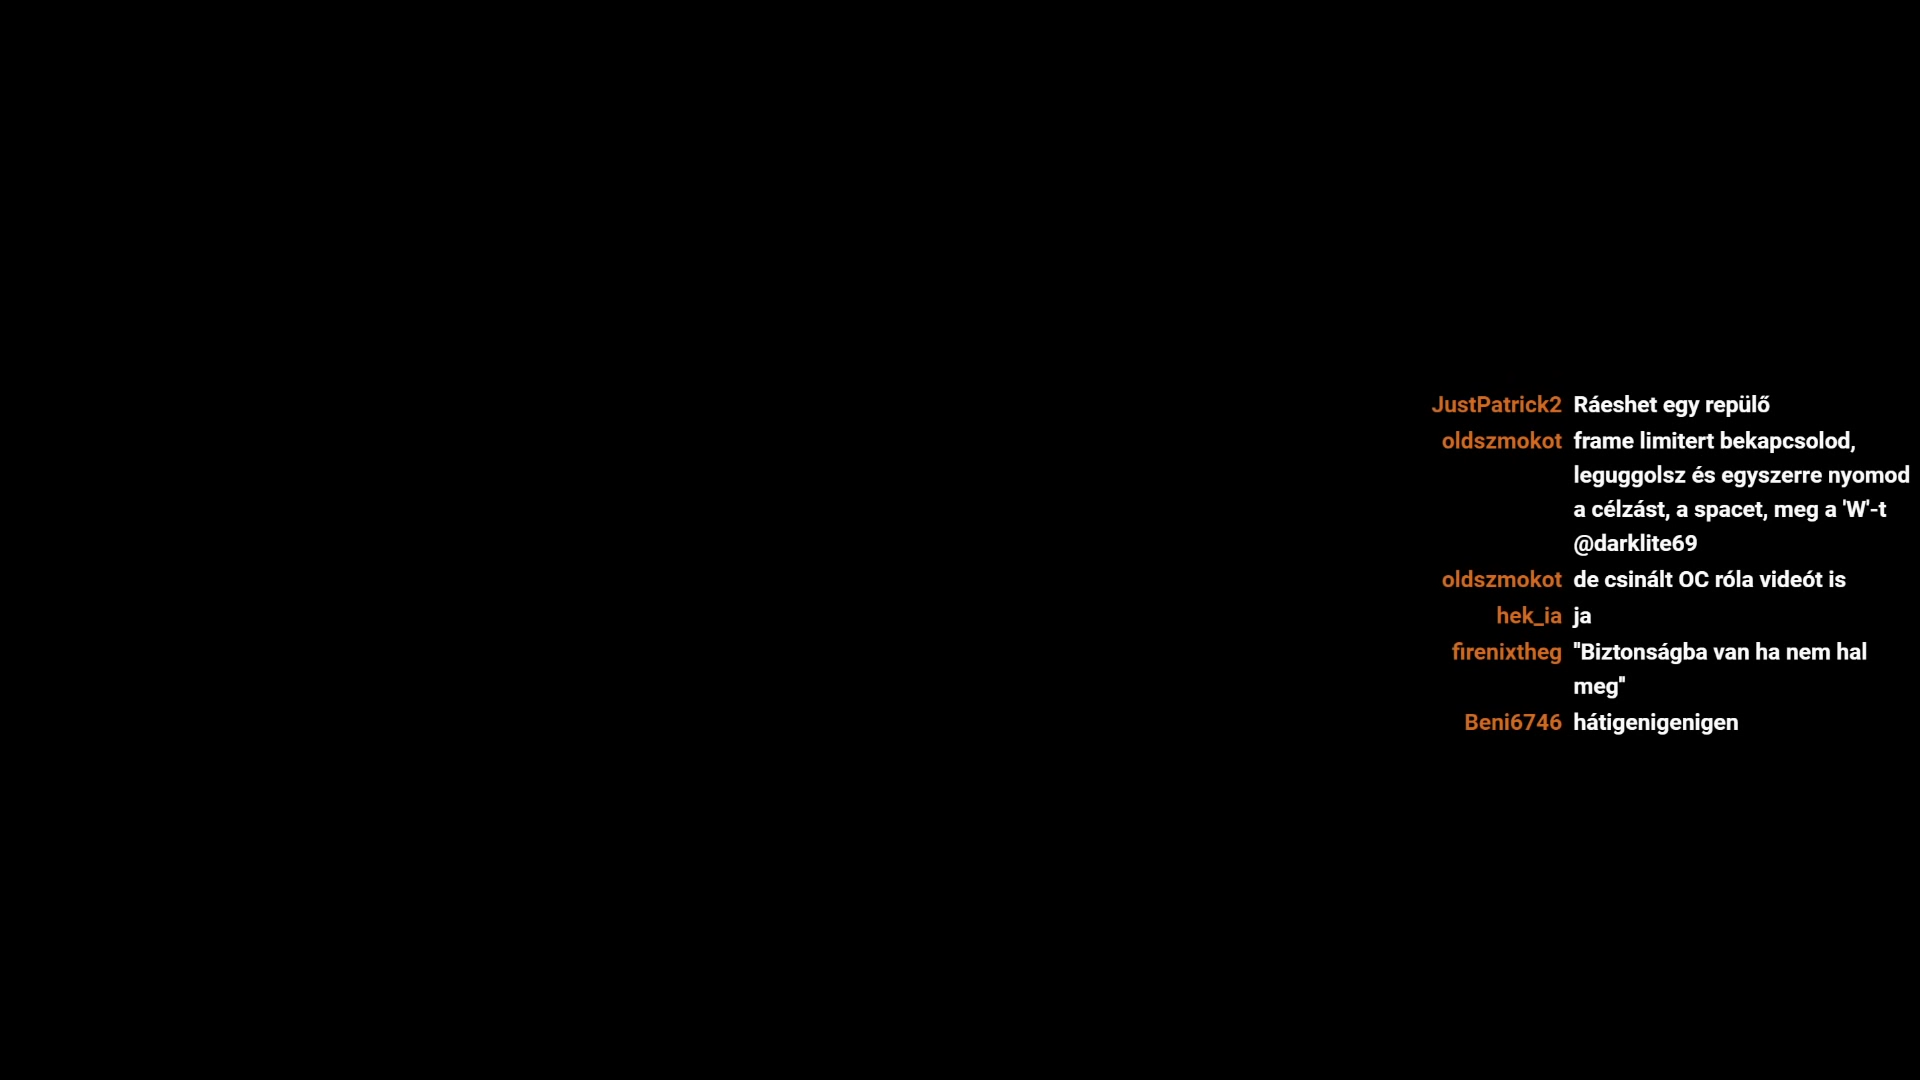 JustPatrick2 Ráeshet egy repülő
oldszmokot frame limitert bekapcsolod,
leguggolsz és egyszerre nyomod
a célzást, a spacet, meg a 'W'-t
@darklite69
oldszmokot de csinált OC róla videót is
hek_ia ja
firenixtheg "Biztonságba van ha nem hal
meg"
Beni6746 hátigenigenigen